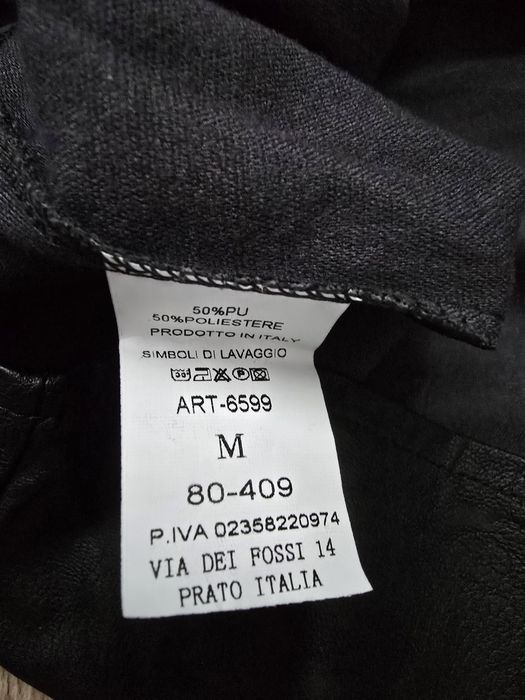 50%PU
50%POLIESTERE
PRODOTTO IN ITALY
SIMBOLI DI LAVAGGIO
ART-6599
M
80-409
P.IVA 02358220974
VIA DEI FOSSI 14
PRATO ITALIA